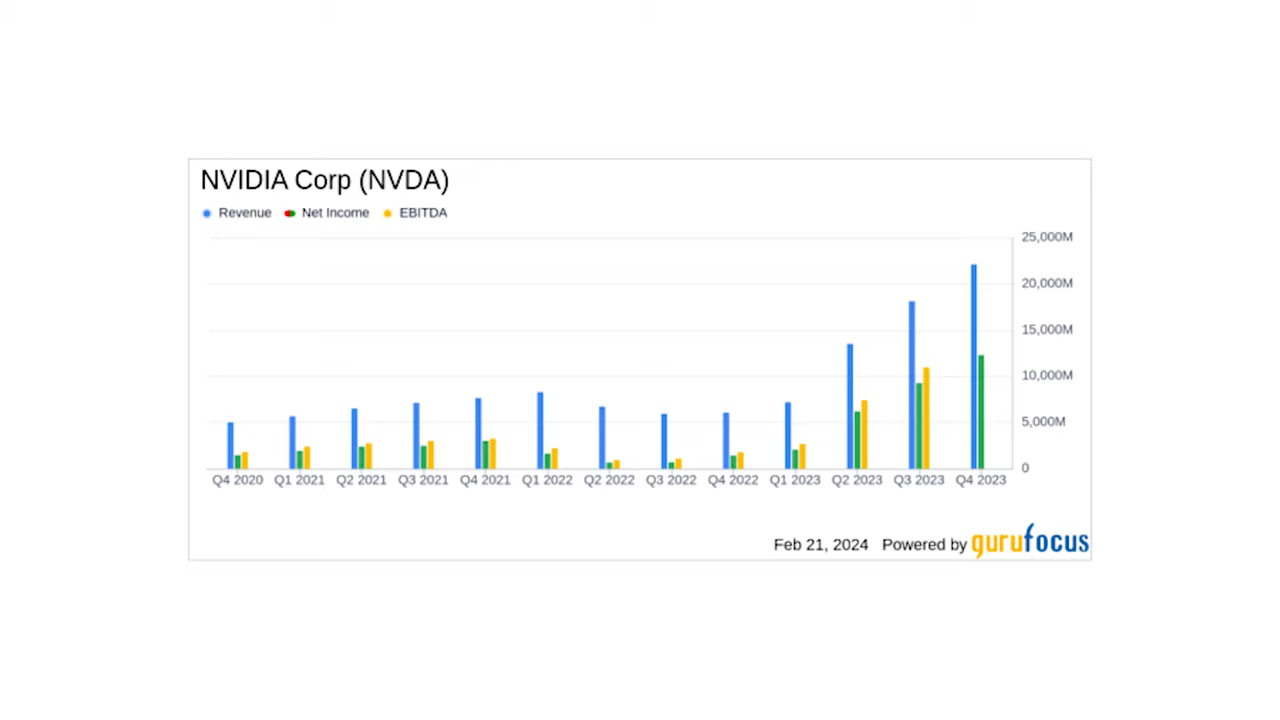 NVIDIA Corp (NVDA)
Revenue Net Income EBITDA
25,000M
20,000M
15,000M
10,000M
5,000M
0
Q4 2020 Q1 2021 Q2 2021 Q3 2021 Q4 2021 Q1 2022 Q2 2022 Q3 2022 Q4 2022 Q1 2023 Q2 2023 Q3 2023 Q4 2023
Feb 21, 2024 Powered by gurufocus